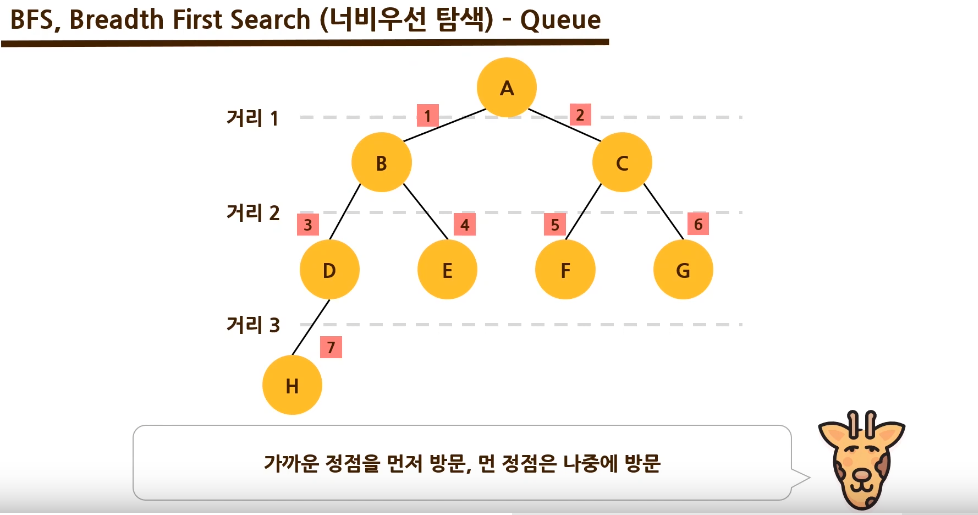 BFS, Breadth First Search (너비우선 탐색) - Queue
A
거리 1
1
2
B
C
거리 2
3
4
5
6
D
E
F
G
거리 3
7
H
가까운 정점을 먼저 방문, 먼 정점은 나중에 방문